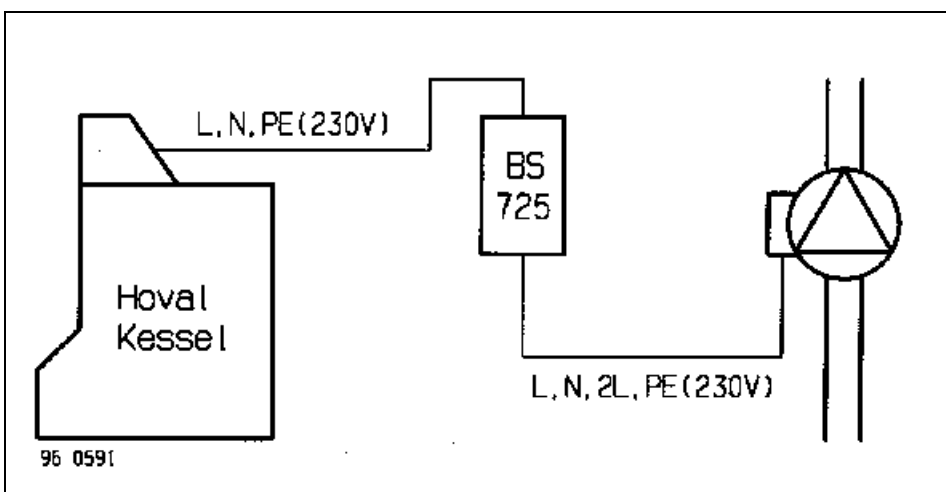 L,N,PE(230V)
BS
725
Hoval
Kessel
L,N,2L,PE(230V)
96 0591